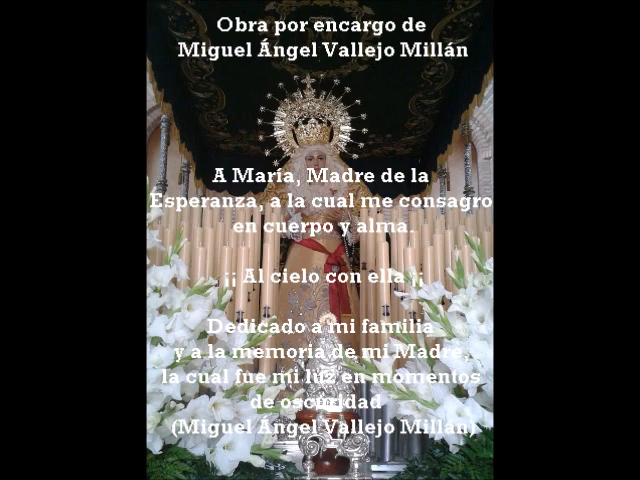 Obra por encargo de
Miguel Ángel Vallejo Millán
A María, Madre de la
Esperanza, a la cual me consagro
en cuerpo y alma.
¡¡ Al cielo con ella ¡¡
Dedicado a mi familia
y a la memoria de mi Madre,
la cual fue mi luz en momentos
de oscuridad
(Miguel Ángel Vallejo Millán)